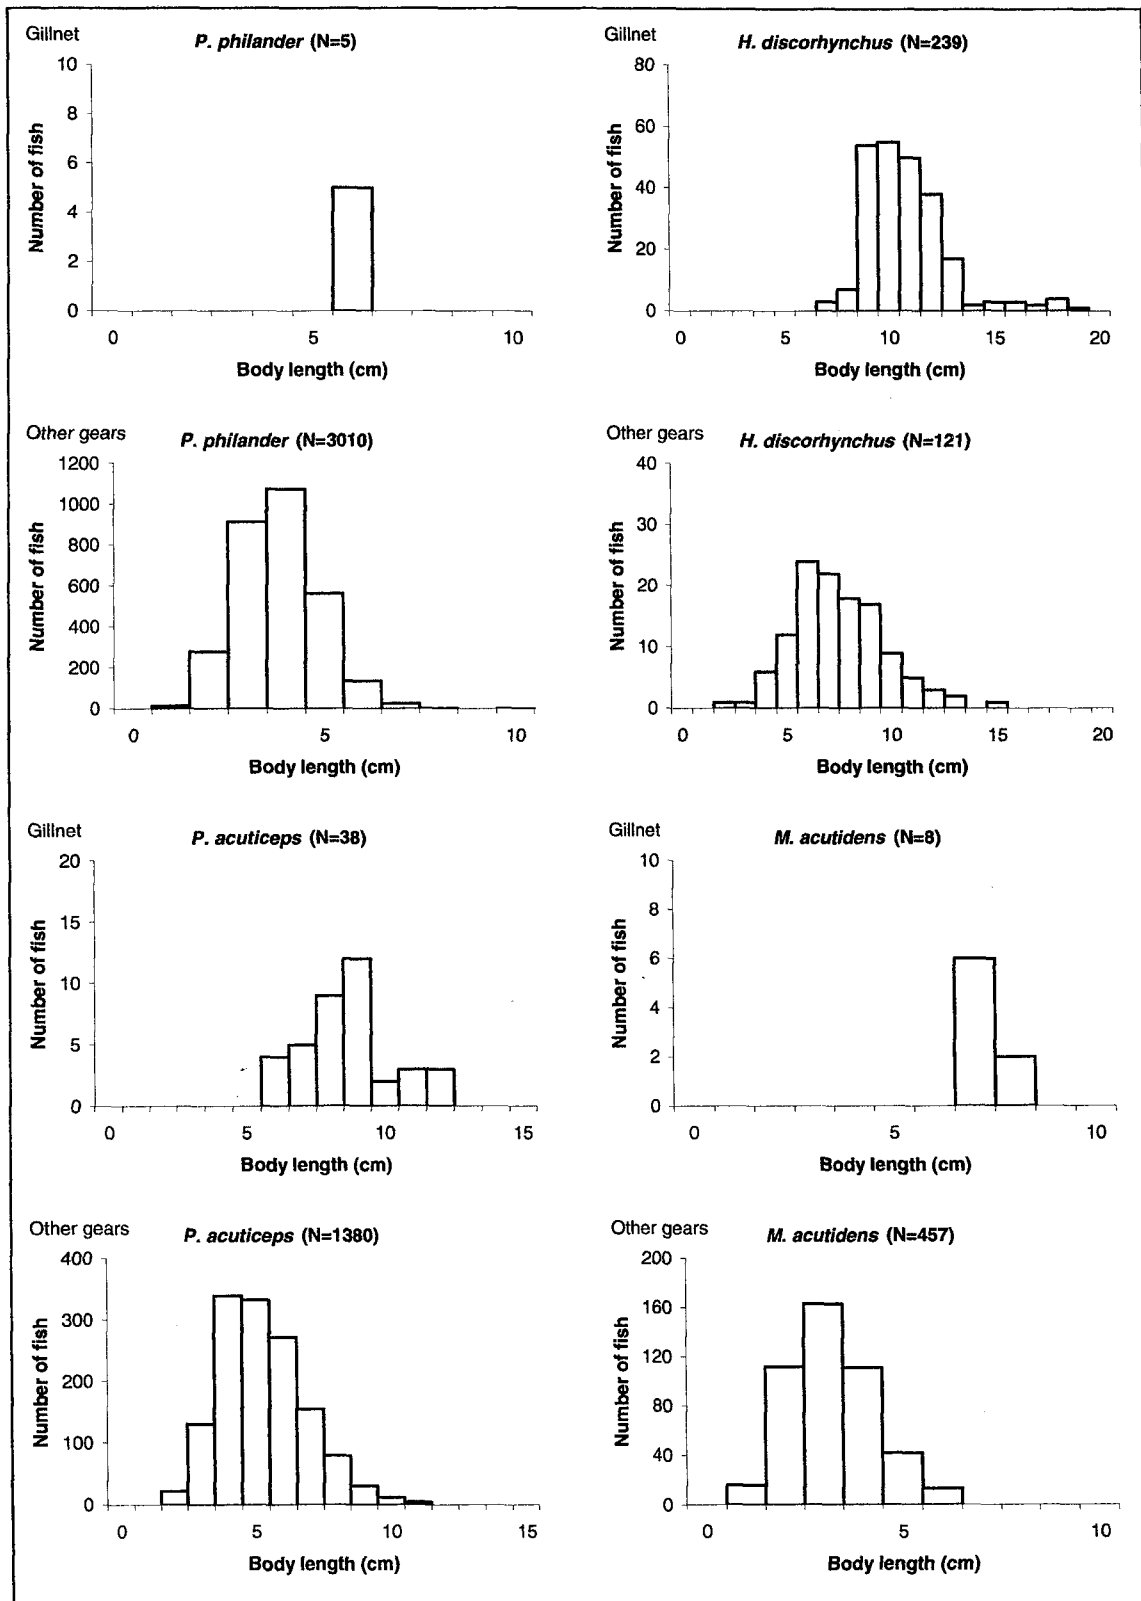 Gillnet
P. philander (N=5)
10
8
6
4
2
0
Number of fish
0 5 10
Body length (cm)
Gillnet
H. discorhynchus (N=239)
80
60
40
20
0
Number of fish
0 5 10 15 20
Body length (cm)
Other gears
P. philander (N=3010)
1200
1000
800
600
400
200
0
Number of fish
0 5 10
Body length (cm)
Other gears
H. discorhynchus (N=121)
40
30
20
10
0
Number of fish
0 5 10 15 20
Body length (cm)
Gillnet
P. acuticeps (N=38)
20
15
10
5
0
Number of fish
0 5 10 15
Body length (cm)
Gillnet
M. acutidens (N=8)
10
8
6
4
2
0
Number of fish
0 5 10
Body length (cm)
Other gears
P. acuticeps (N=1380)
400
300
200
100
0
Number of fish
0 5 10 15
Body length (cm)
Other gears
M. acutidens (N=457)
200
160
120
80
40
0
Number of fish
0 5 10
Body length (cm)